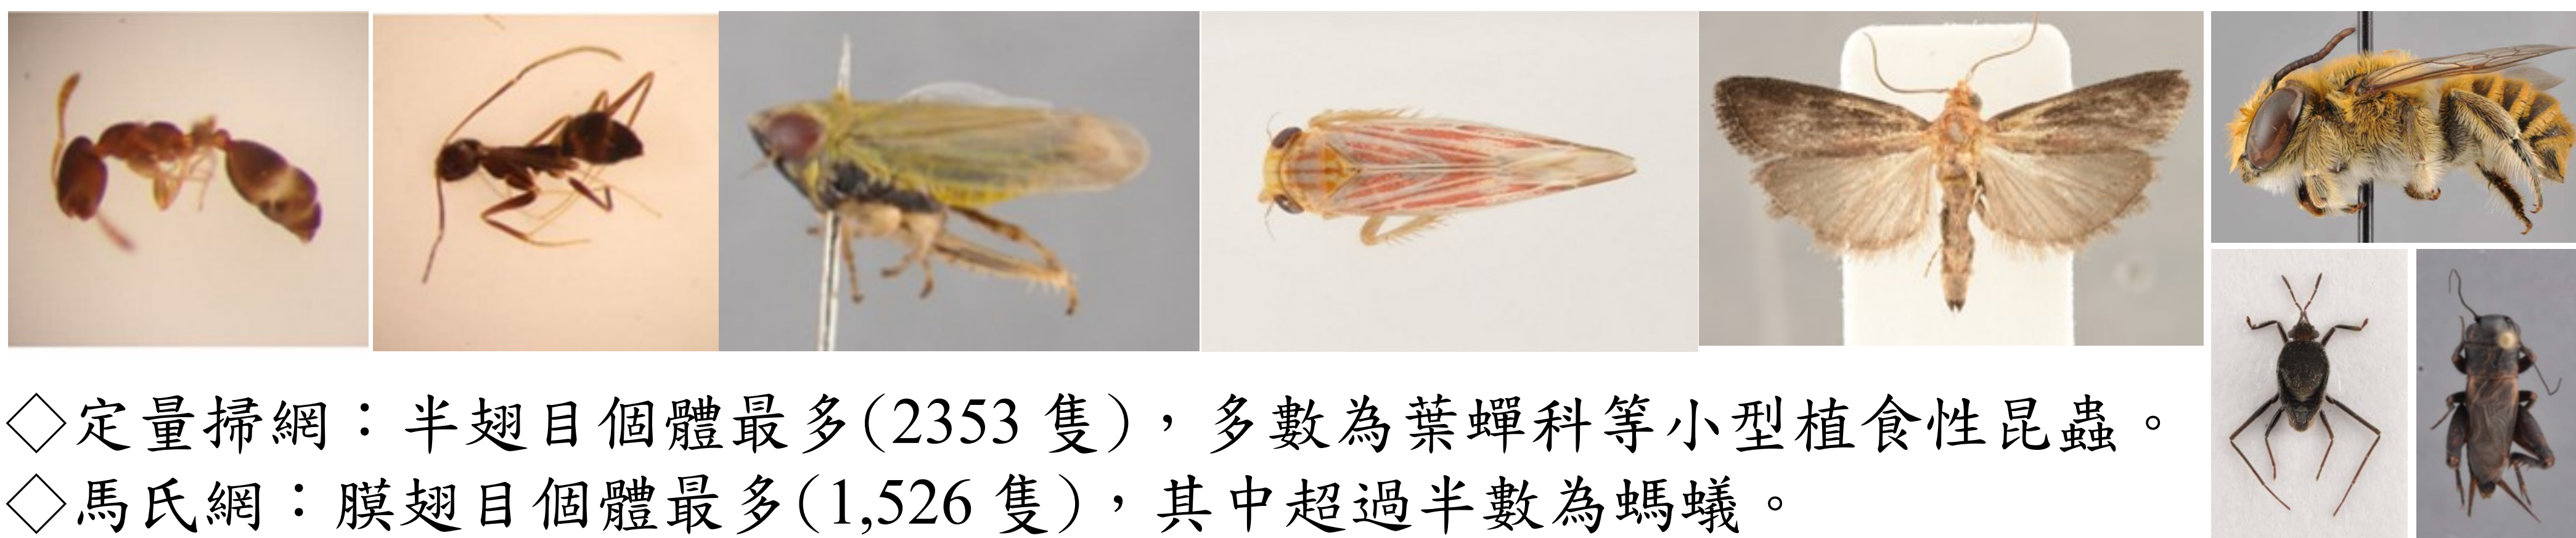 ◇定量掃網：半翅目個體最多(2353 隻)，多數為葉蟬科等小型植食性昆蟲。
◇馬氏網：膜翅目個體最多(1,526 隻)，其中超過半數為螞蟻。